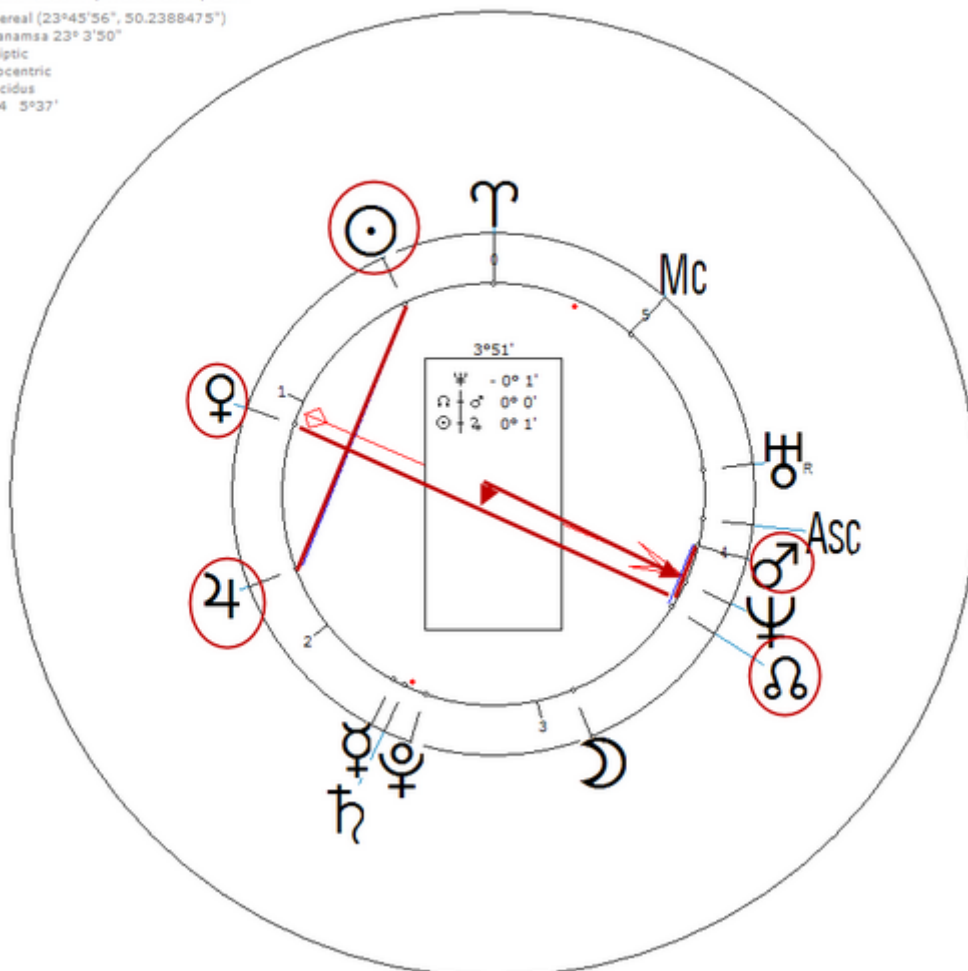 ereal (23°45'56", 50.2388475")
anamsa 23° 3'50"
iptic
ocentric
cidus
4 5°37'
☉
♈
0
Mc
5
3°51'
♆ - 0° 1'
☊ ┼ ♂ 0° 0'
☉ ┼ ♃ 0° 1'
1
♀
♅ R
Asc
4
♂
♃
♆
2
☊
3
☿
♇
☽
♄